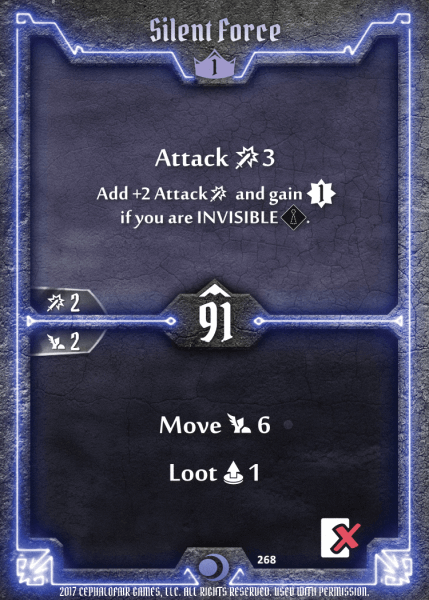 Silent Force
1
Attack 3
Add +2 Attack and gain 1
if you are INVISIBLE .
2
91
2
Move 6
Loot 1
268
2017 Cephalofair Games, LLC. All rights reserved. Used with permission.